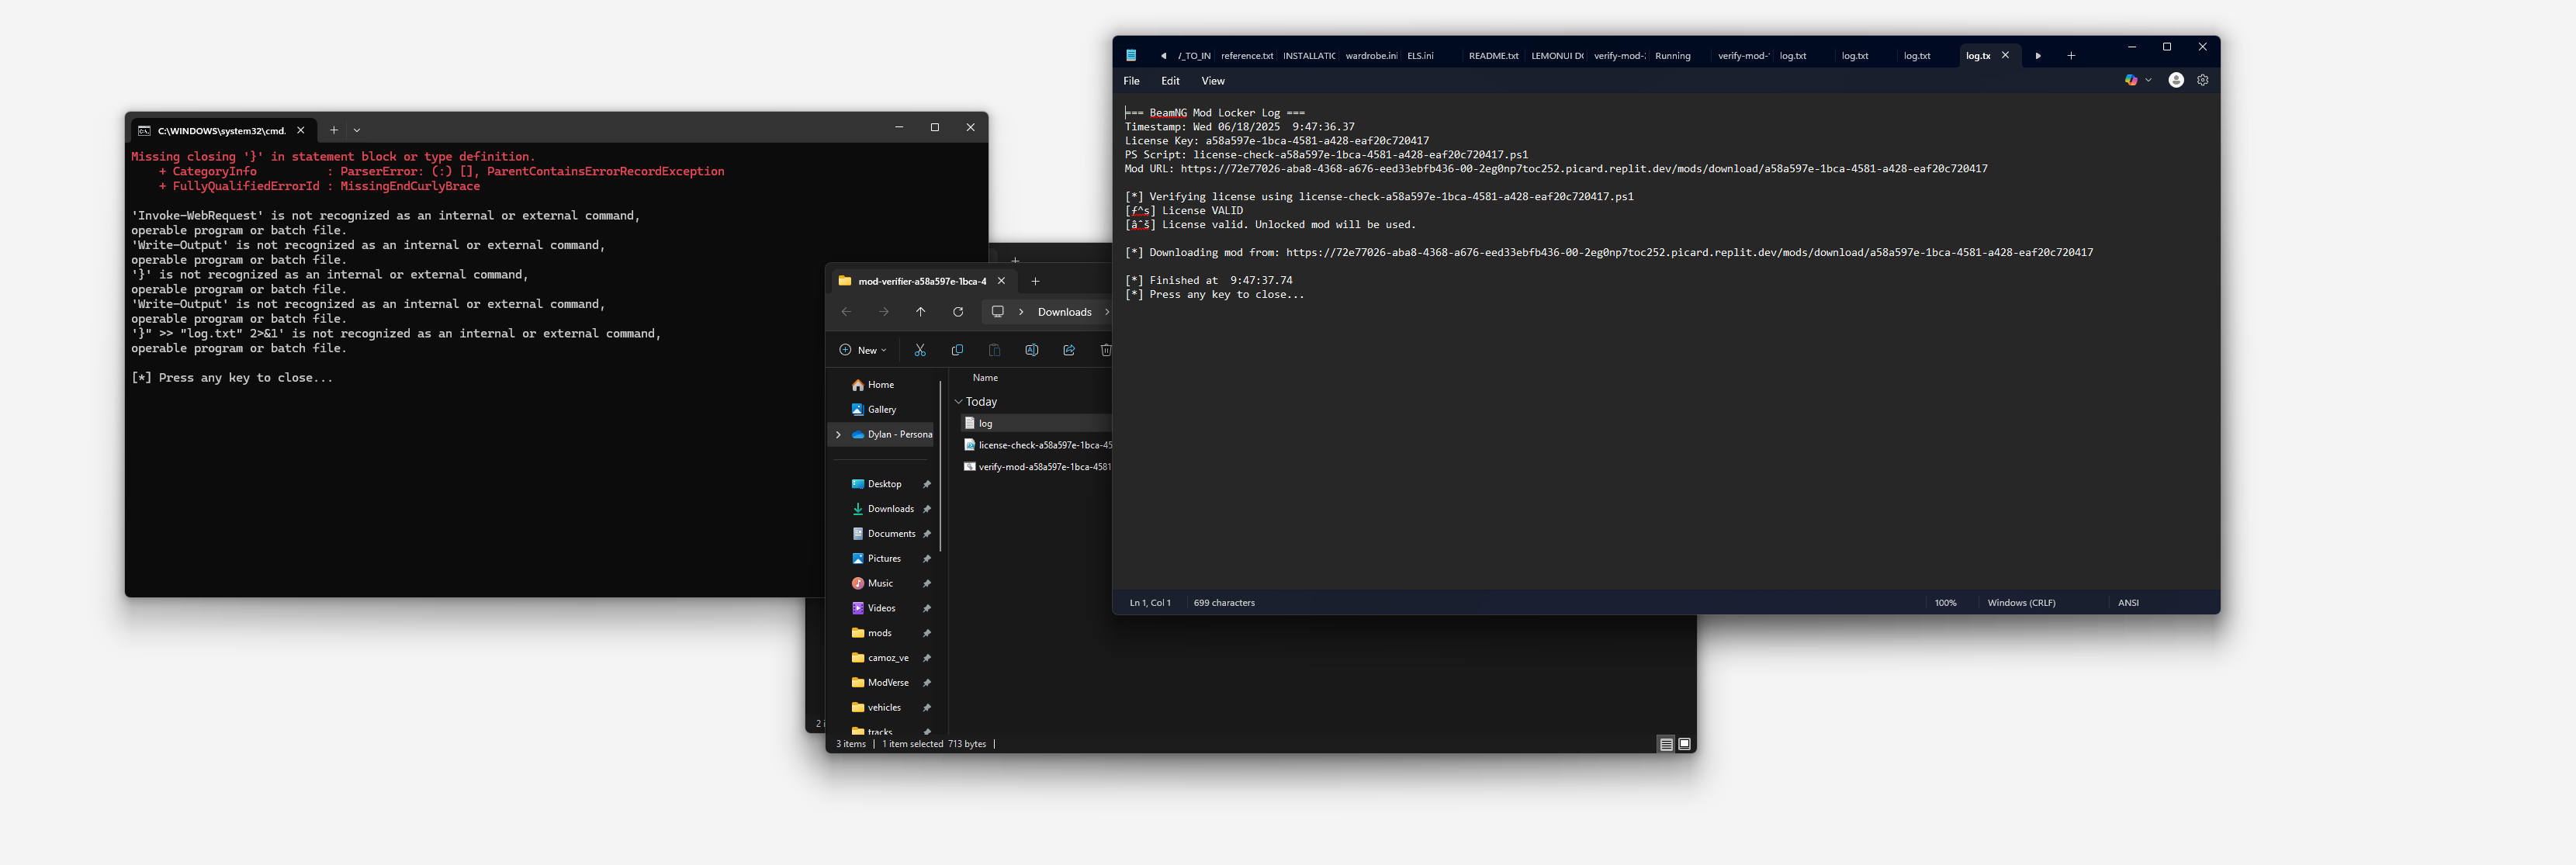 C:\WINDOWS\system32\cmd.
Missing closing '}' in statement block or type definition.
+ CategoryInfo : ParserError: (:) [], ParentContainsErrorRecordException
+ FullyQualifiedErrorId : MissingEndCurlyBrace
'Invoke-WebRequest' is not recognized as an internal or external command,
operable program or batch file.
'Write-Output' is not recognized as an internal or external command,
operable program or batch file.
'}' is not recognized as an internal or external command,
operable program or batch file.
'Write-Output' is not recognized as an internal or external command,
operable program or batch file.
'}" >> "log.txt" 2>&1' is not recognized as an internal or external command,
operable program or batch file.
[*] Press any key to close...
mod-verifier-a58a597e-1bca-4
Downloads
New
Name
Home
Gallery
Dylan - Persona
Desktop
Downloads
Documents
Pictures
Music
Videos
mods
camoz_ve
ModVerse
vehicles
tracks
Today
log
license-check-a58a597e-1bca-45
verify-mod-a58a597e-1bca-4581
2 i
3 items
1 item selected 713 bytes
/_TO_IN
reference.txt
INSTALLATIC
wardrobe.ini
ELS.ini
README.txt
LEMONUI DO
verify-mod-
Running
verify-mod-
log.txt
log.txt
log.txt
log.tx
File Edit View
=== BeamNG Mod Locker Log ===
Timestamp: Wed 06/18/2025 9:47:36.37
License Key: a58a597e-1bca-4581-a428-eaf20c720417
PS Script: license-check-a58a597e-1bca-4581-a428-eaf20c720417.ps1
Mod URL: https://72e77026-aba8-4368-a676-eed33ebfb436-00-2eg0np7toc252.picard.replit.dev/mods/download/a58a597e-1bca-4581-a428-eaf20c720417
[*] Verifying license using license-check-a58a597e-1bca-4581-a428-eaf20c720417.ps1
[ƒ^s] License VALID
[âˆš] License valid. Unlocked mod will be used.
[*] Downloading mod from: https://72e77026-aba8-4368-a676-eed33ebfb436-00-2eg0np7toc252.picard.replit.dev/mods/download/a58a597e-1bca-4581-a428-eaf20c720417
[*] Finished at 9:47:37.74
[*] Press any key to close...
Ln 1, Col 1
699 characters
100%
Windows (CRLF)
ANSI